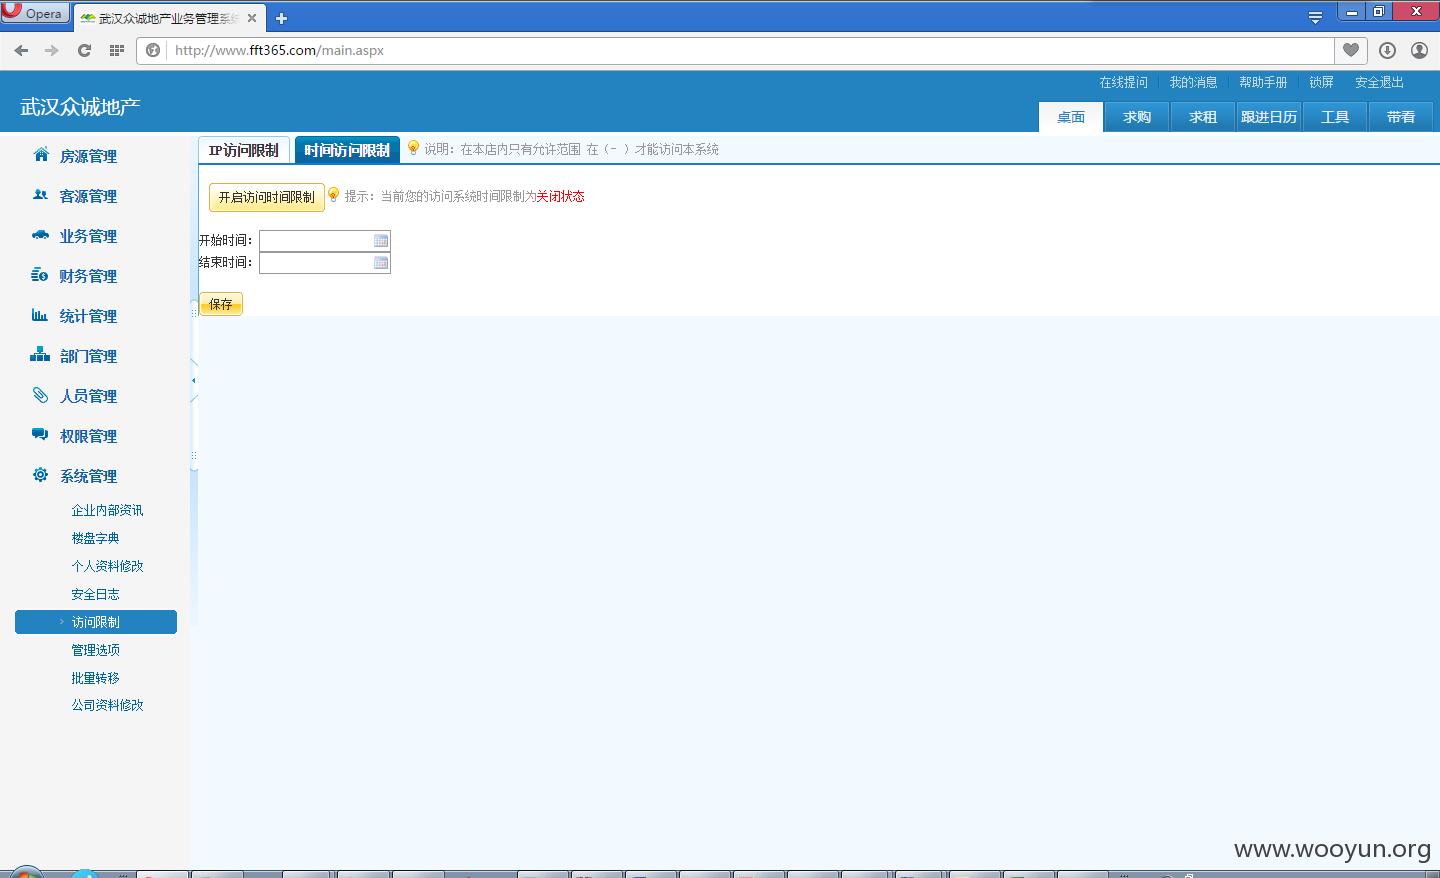 Opera
武汉众诚地产业务管理系统
http://www.fft365.com/main.aspx
在线提问 我的消息 帮助手册 锁屏 安全退出
武汉众诚地产
桌面 求购 求租 跟进日历 工具 带看
房源管理
客源管理
业务管理
财务管理
统计管理
部门管理
人员管理
权限管理
系统管理
企业内部资讯
楼盘字典
个人资料修改
安全日志
访问限制
管理选项
批量转移
公司资料修改
IP访问限制 时间访问限制 说明：在本店内只有允许范围 在（- ）才能访问本系统
开启访问时间限制 提示：当前您的访问系统时间限制为关闭状态
开始时间：
结束时间：
保存
www.wooyun.org